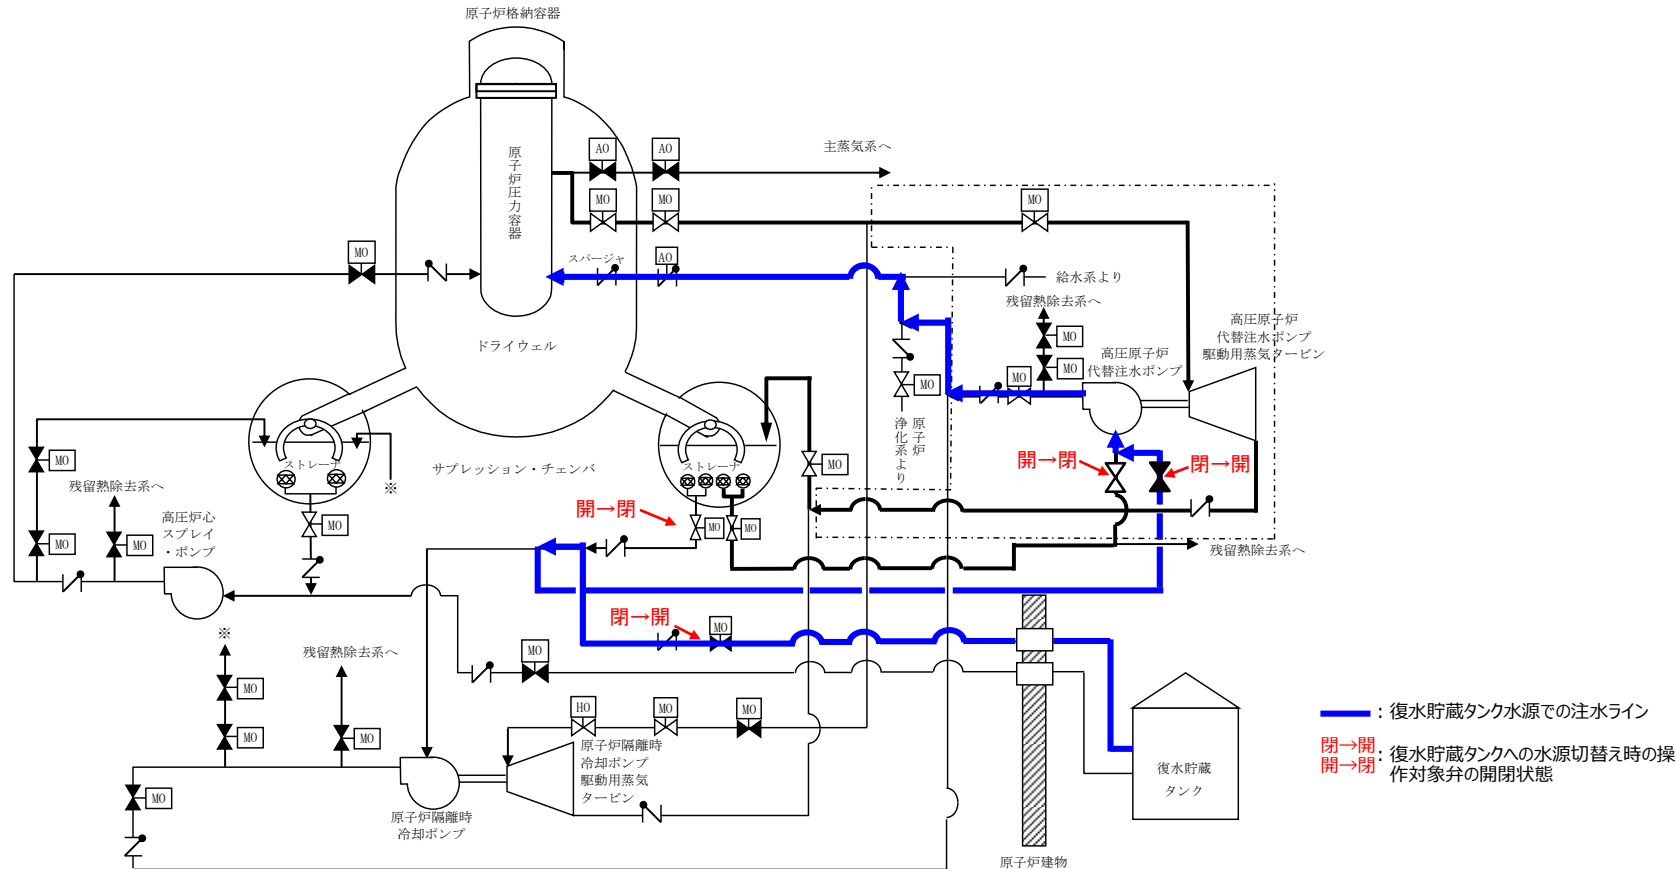 原子炉格納容器
主蒸気系へ
AO
AO
原子炉圧力容器
MO
MO
MO
MO
スパージャ
AO
給水系より
残留熱除去系へ
高圧原子炉
代替注水ポンプ
駆動用蒸気タービン
MO
ドライウェル
高圧原子炉
代替注水ポンプ
MO
MO
MO
原子炉
浄化系より
開→閉
閉→開
MO
ストレーナ
サプレッション・チェンバ
ストレーナ
MO
残留熱除去系へ
※
開→閉
高圧炉心
スプレイ
・ポンプ
MO
MO
MO
MO
MO
残留熱除去系へ
閉→開
MO
※
残留熱除去系へ
MO
MO
MO
MO
HO
MO
MO
原子炉隔離時
冷却ポンプ
駆動用蒸気
タービン
MO
原子炉隔離時
冷却ポンプ
復水貯蔵
タンク
原子炉建物
:復水貯蔵タンク水源での注水ライン
閉→開
開→閉
:復水貯蔵タンクへの水源切替え時の操
作対象弁の開閉状態